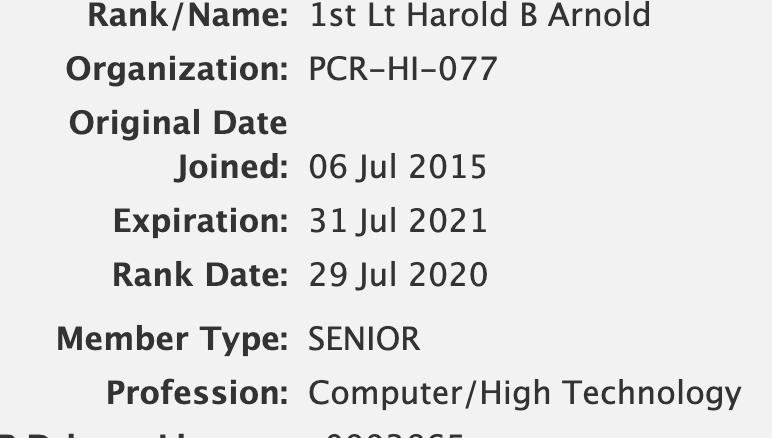 Rank/Name: 1st Lt Harold B Arnold
Organization: PCR-HI-077
Original Date
Joined: 06 Jul 2015
Expiration: 31 Jul 2021
Rank Date: 29 Jul 2020
Member Type: SENIOR
Profession: Computer/High Technology